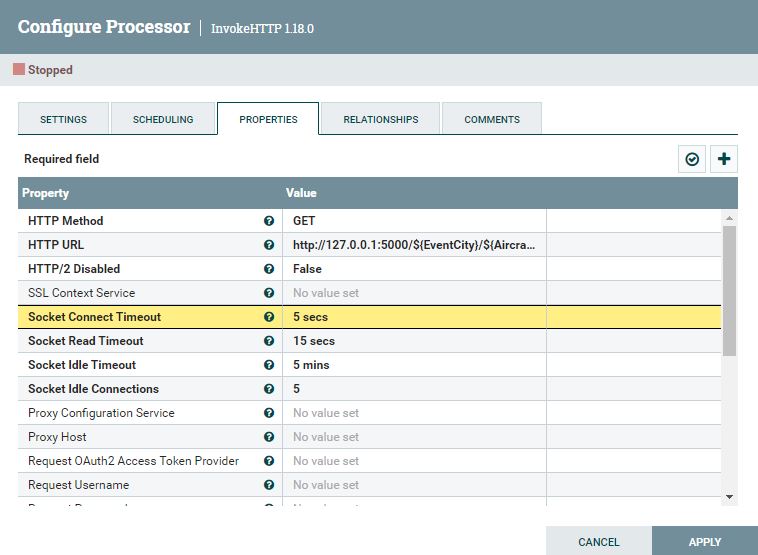 Configure Processor | InvokeHTTP 1.18.0
Stopped
SETTINGS SCHEDULING PROPERTIES RELATIONSHIPS COMMENTS
Required field
Property Value
HTTP Method GET
HTTP URL http://127.0.0.1:5000/${EventCity}/${Aircra...
HTTP/2 Disabled False
SSL Context Service No value set
Socket Connect Timeout 5 secs
Socket Read Timeout 15 secs
Socket Idle Timeout 5 mins
Socket Idle Connections 5
Proxy Configuration Service No value set
Proxy Host No value set
Request OAuth2 Access Token Provider No value set
Request Username No value set
CANCEL APPLY